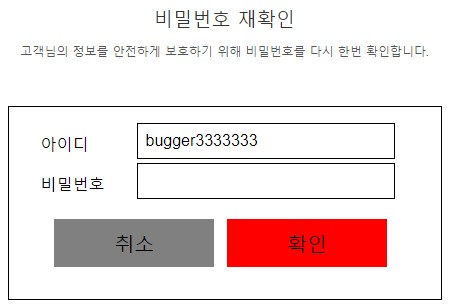 비밀번호 재확인
고객님의 정보를 안전하게 보호하기 위해 비밀번호를 다시 한번 확인합니다.
아이디 bugger3333333
비밀번호
취소 확인